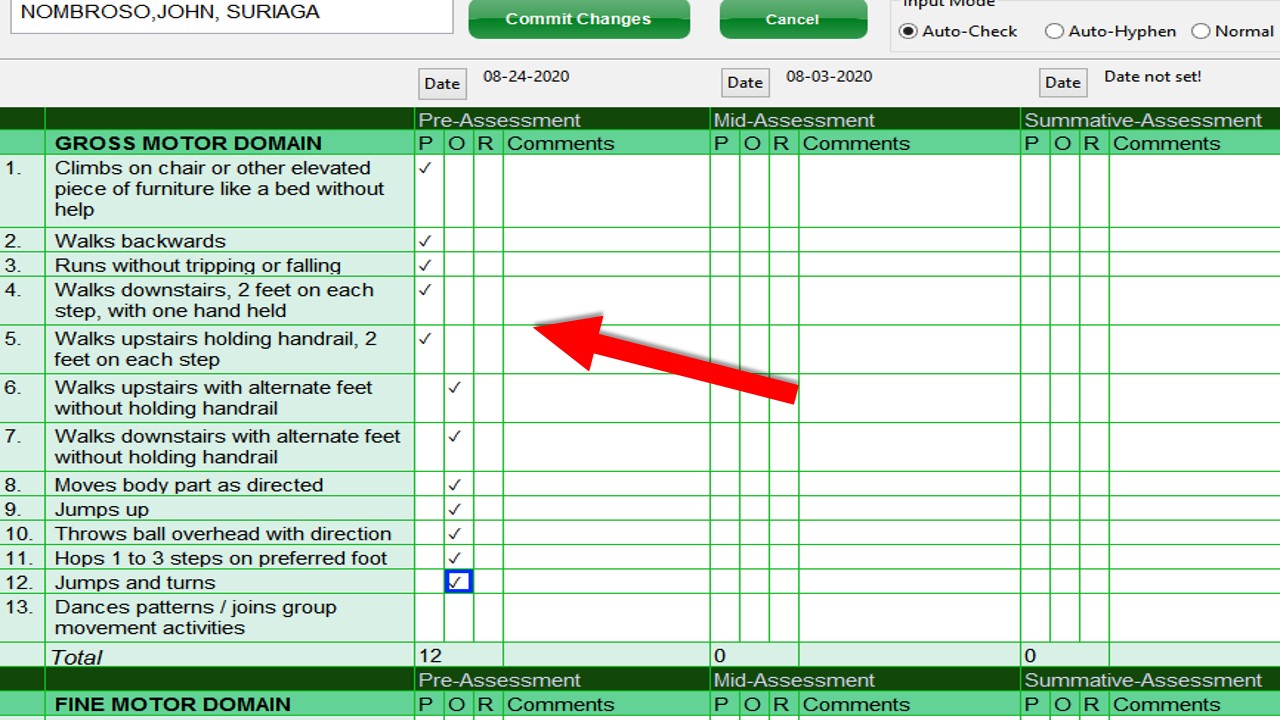 NOMBROSO,JOHN, SURIAGA
Commit Changes
Cancel
Input Mode
Auto-Check
Auto-Hyphen
Normal
Date 08-24-2020
Date 08-03-2020
Date Date not set!
Pre-Assessment Mid-Assessment Summative-Assessment
GROSS MOTOR DOMAIN P O R Comments P O R Comments P O R Comments
1. Climbs on chair or other elevated ✓
piece of furniture like a bed without
help
2. Walks backwards ✓
3. Runs without tripping or falling ✓
4. Walks downstairs, 2 feet on each ✓
step, with one hand held
5. Walks upstairs holding handrail, 2 ✓
feet on each step
6. Walks upstairs with alternate feet ✓
without holding handrail
7. Walks downstairs with alternate feet ✓
without holding handrail
8. Moves body part as directed ✓
9. Jumps up ✓
10. Throws ball overhead with direction ✓
11. Hops 1 to 3 steps on preferred foot ✓
12. Jumps and turns ✓
13. Dances patterns / joins group
movement activities
Total 12 0 0
Pre-Assessment Mid-Assessment Summative-Assessment
FINE MOTOR DOMAIN P O R Comments P O R Comments P O R Comments